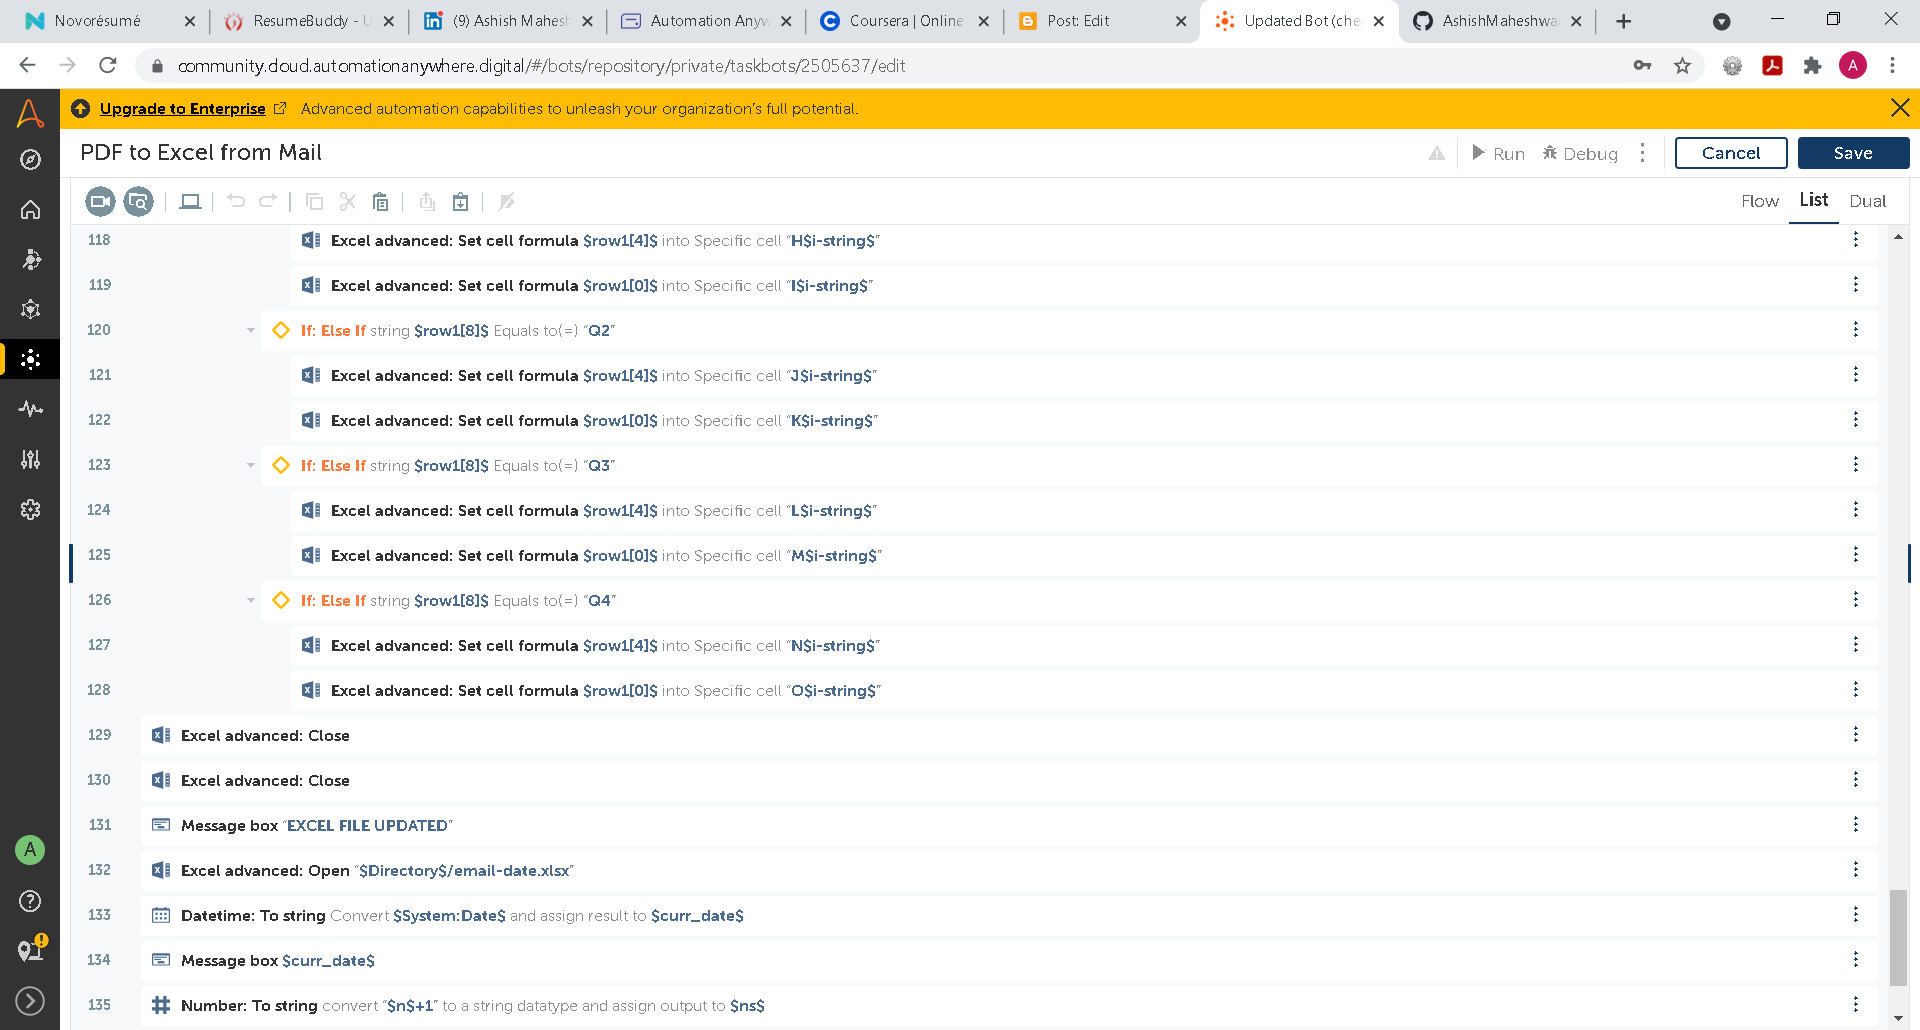 Novorésumé
ResumeBuddy - U
(9) Ashish Mahesh
Automation Anyw
Coursera | Online
Post: Edit
Updated Bot (che
AshishMaheshwa
community.cloud.automationanywhere.digital/#/bots/repository/private/taskbots/2505637/edit
A
Upgrade to Enterprise Advanced automation capabilities to unleash your organization's full potential.
PDF to Excel from Mail
Run
Debug
Cancel
Save
Flow
List
Dual
118 Excel advanced: Set cell formula $row1[4]$ into Specific cell “H$i-string$”
119 Excel advanced: Set cell formula $row1[0]$ into Specific cell “I$i-string$”
120 If: Else If string $row1[8]$ Equals to(=) “Q2”
121 Excel advanced: Set cell formula $row1[4]$ into Specific cell “J$i-string$”
122 Excel advanced: Set cell formula $row1[0]$ into Specific cell “K$i-string$”
123 If: Else If string $row1[8]$ Equals to(=) “Q3”
124 Excel advanced: Set cell formula $row1[4]$ into Specific cell “L$i-string$”
125 Excel advanced: Set cell formula $row1[0]$ into Specific cell “M$i-string$”
126 If: Else If string $row1[8]$ Equals to(=) “Q4”
127 Excel advanced: Set cell formula $row1[4]$ into Specific cell “N$i-string$”
128 Excel advanced: Set cell formula $row1[0]$ into Specific cell “O$i-string$”
129 Excel advanced: Close
130 Excel advanced: Close
131 Message box “EXCEL FILE UPDATED”
132 Excel advanced: Open “$Directory$/email-date.xlsx”
133 Datetime: To string Convert $System:Date$ and assign result to $curr_date$
134 Message box $curr_date$
135 Number: To string convert “$n$+1” to a string datatype and assign output to $ns$
A